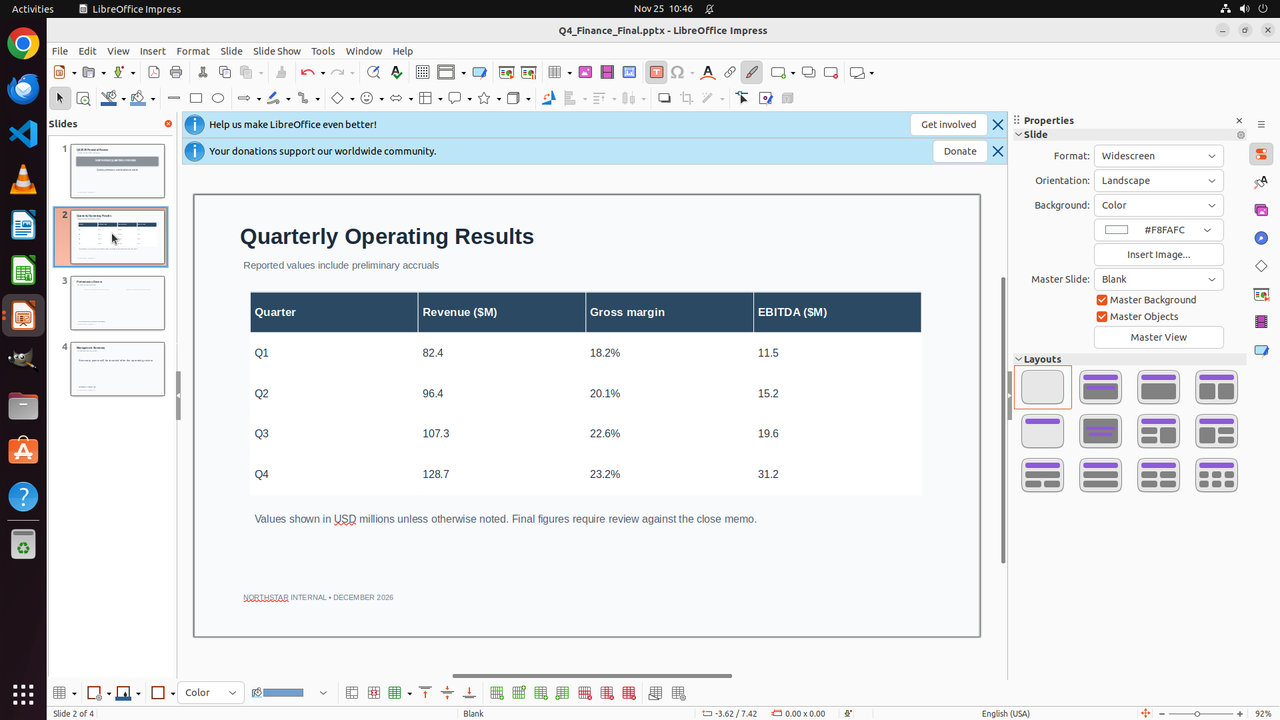 Activities
LibreOffice Impress
Nov 25 10:46
Q4_Finance_Final.pptx - LibreOffice Impress
File Edit View Insert Format Slide Slide Show Tools Window Help
Slides
Help us make LibreOffice even better!
Get involved
Your donations support our worldwide community.
Donate
1
2
3
4
Quarterly Operating Results
Reported values include preliminary accruals
Quarter Revenue ($M) Gross margin EBITDA ($M)
Q1 82.4 18.2% 11.5
Q2 96.4 20.1% 15.2
Q3 107.3 22.6% 19.6
Q4 128.7 23.2% 31.2
Values shown in USD millions unless otherwise noted. Final figures require review against the close memo.
NORTHSTAR INTERNAL • DECEMBER 2026
Properties
Slide
Format: Widescreen
Orientation: Landscape
Background: Color
#F8FAFC
Insert Image...
Master Slide: Blank
Master Background
Master Objects
Master View
Layouts
Color
Slide 2 of 4
Blank
-3.62 / 7.42
0.00 x 0.00
English (USA)
92%